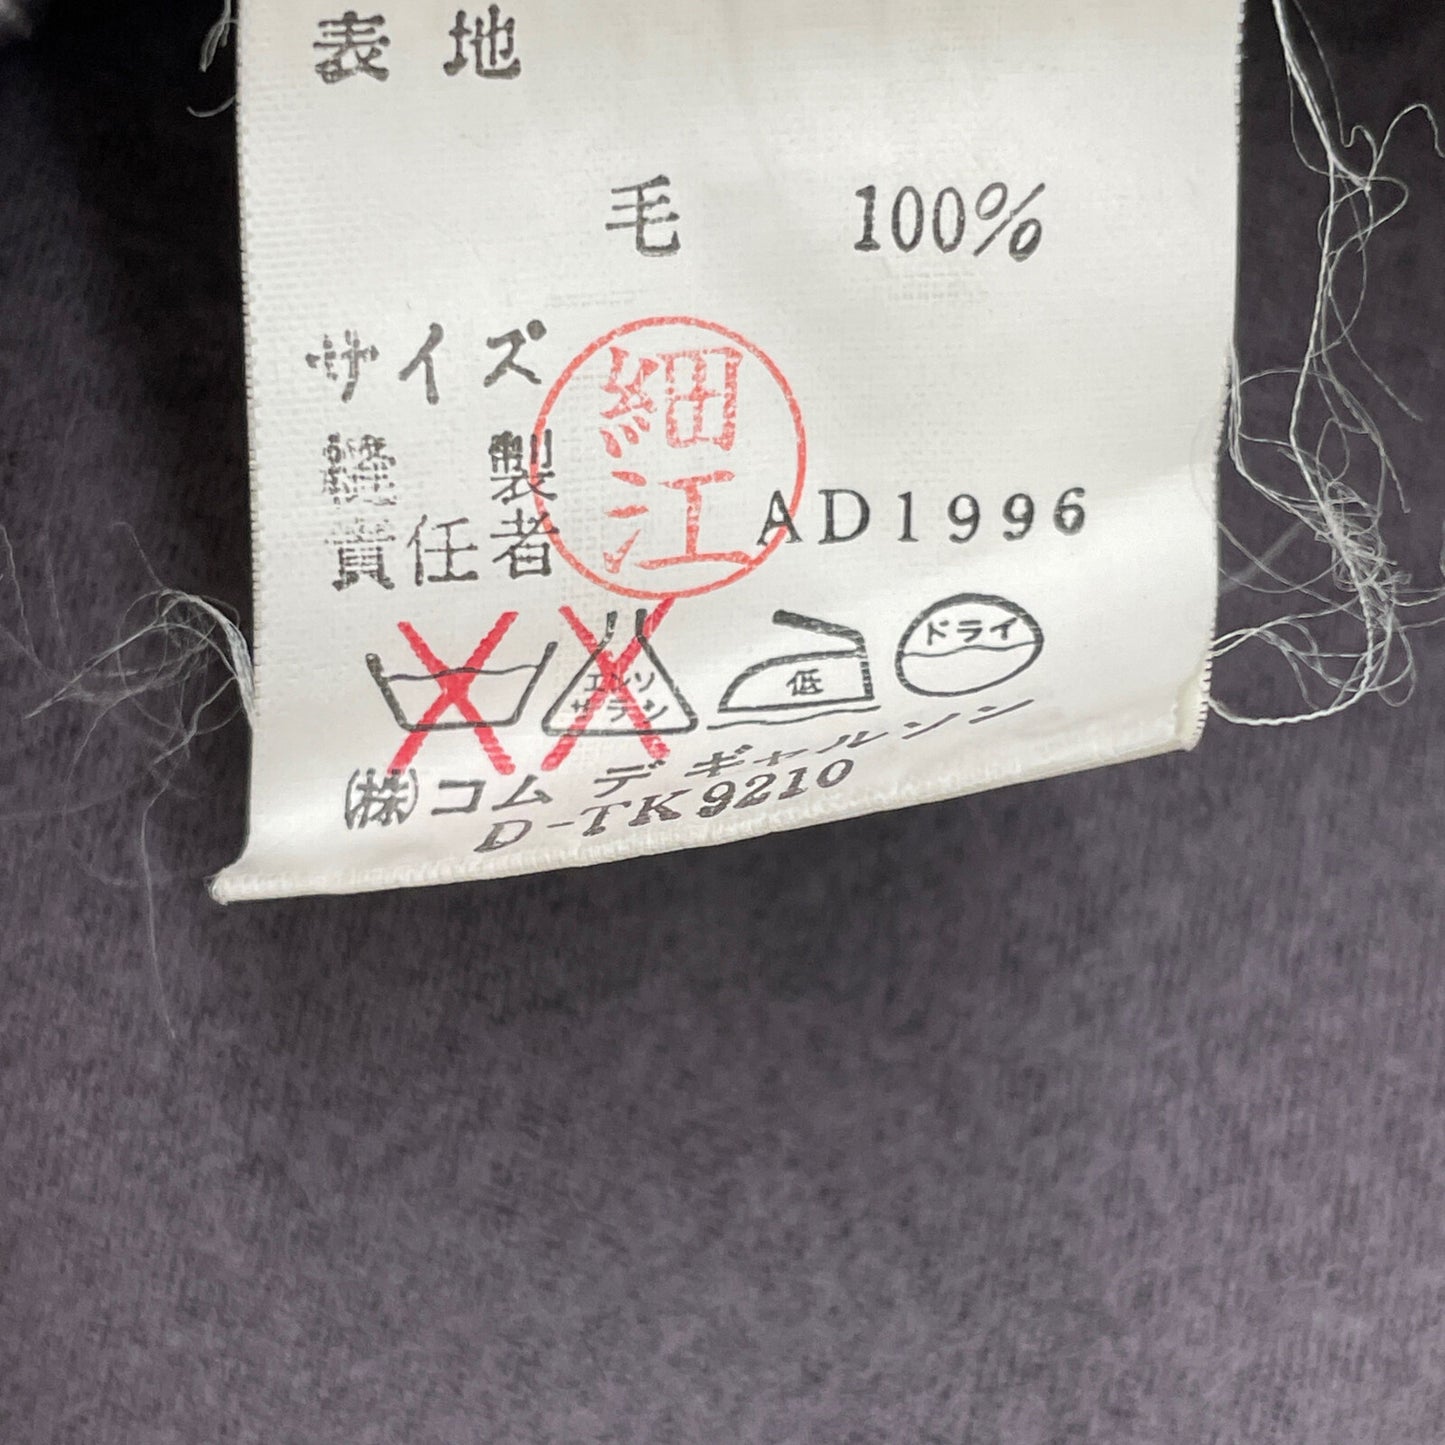 表地
毛 100%
サイズ
縫製
責任者
細江
AD1996
エンソ
サラシ
低
ドライ
(株)コム デ ギャルソン
D-TK9210